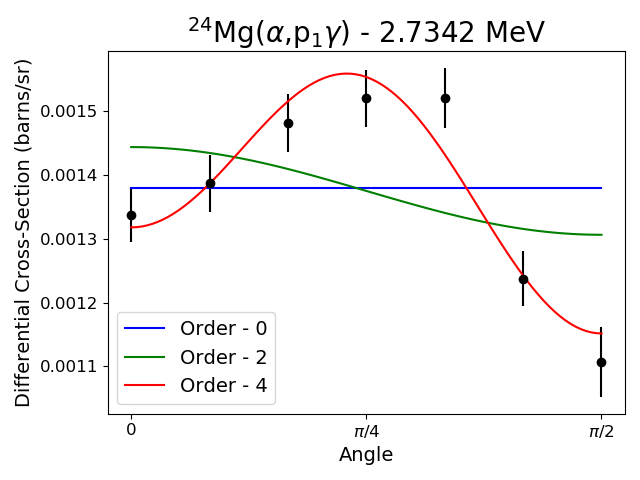 ²⁴Mg(α,p₁γ) - 2.7342 MeV
Differential Cross-Section (barns/sr)
0.0015
0.0014
0.0013
0.0012
0.0011
Order - 0
Order - 2
Order - 4
0 π/4 π/2
Angle